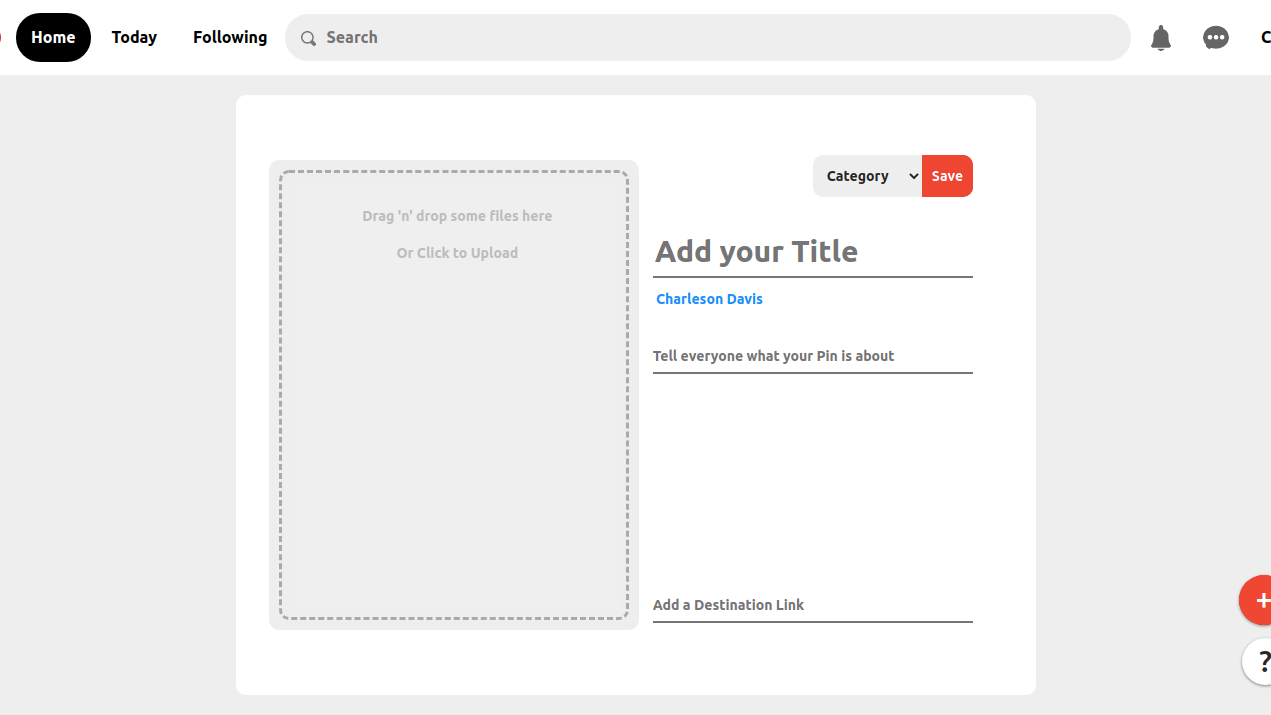 Home Today Following Search C
Category Save
Drag 'n' drop some files here
Or Click to Upload
Add your Title
Charleson Davis
Tell everyone what your Pin is about
Add a Destination Link
+
?